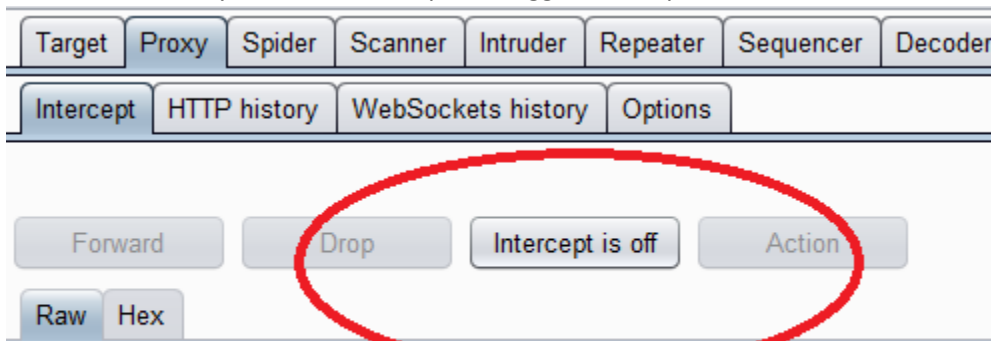 Target Proxy Spider Scanner Intruder Repeater Sequencer Decoder
Intercept HTTP history WebSockets history Options
Forward Drop Intercept is off Action
Raw Hex